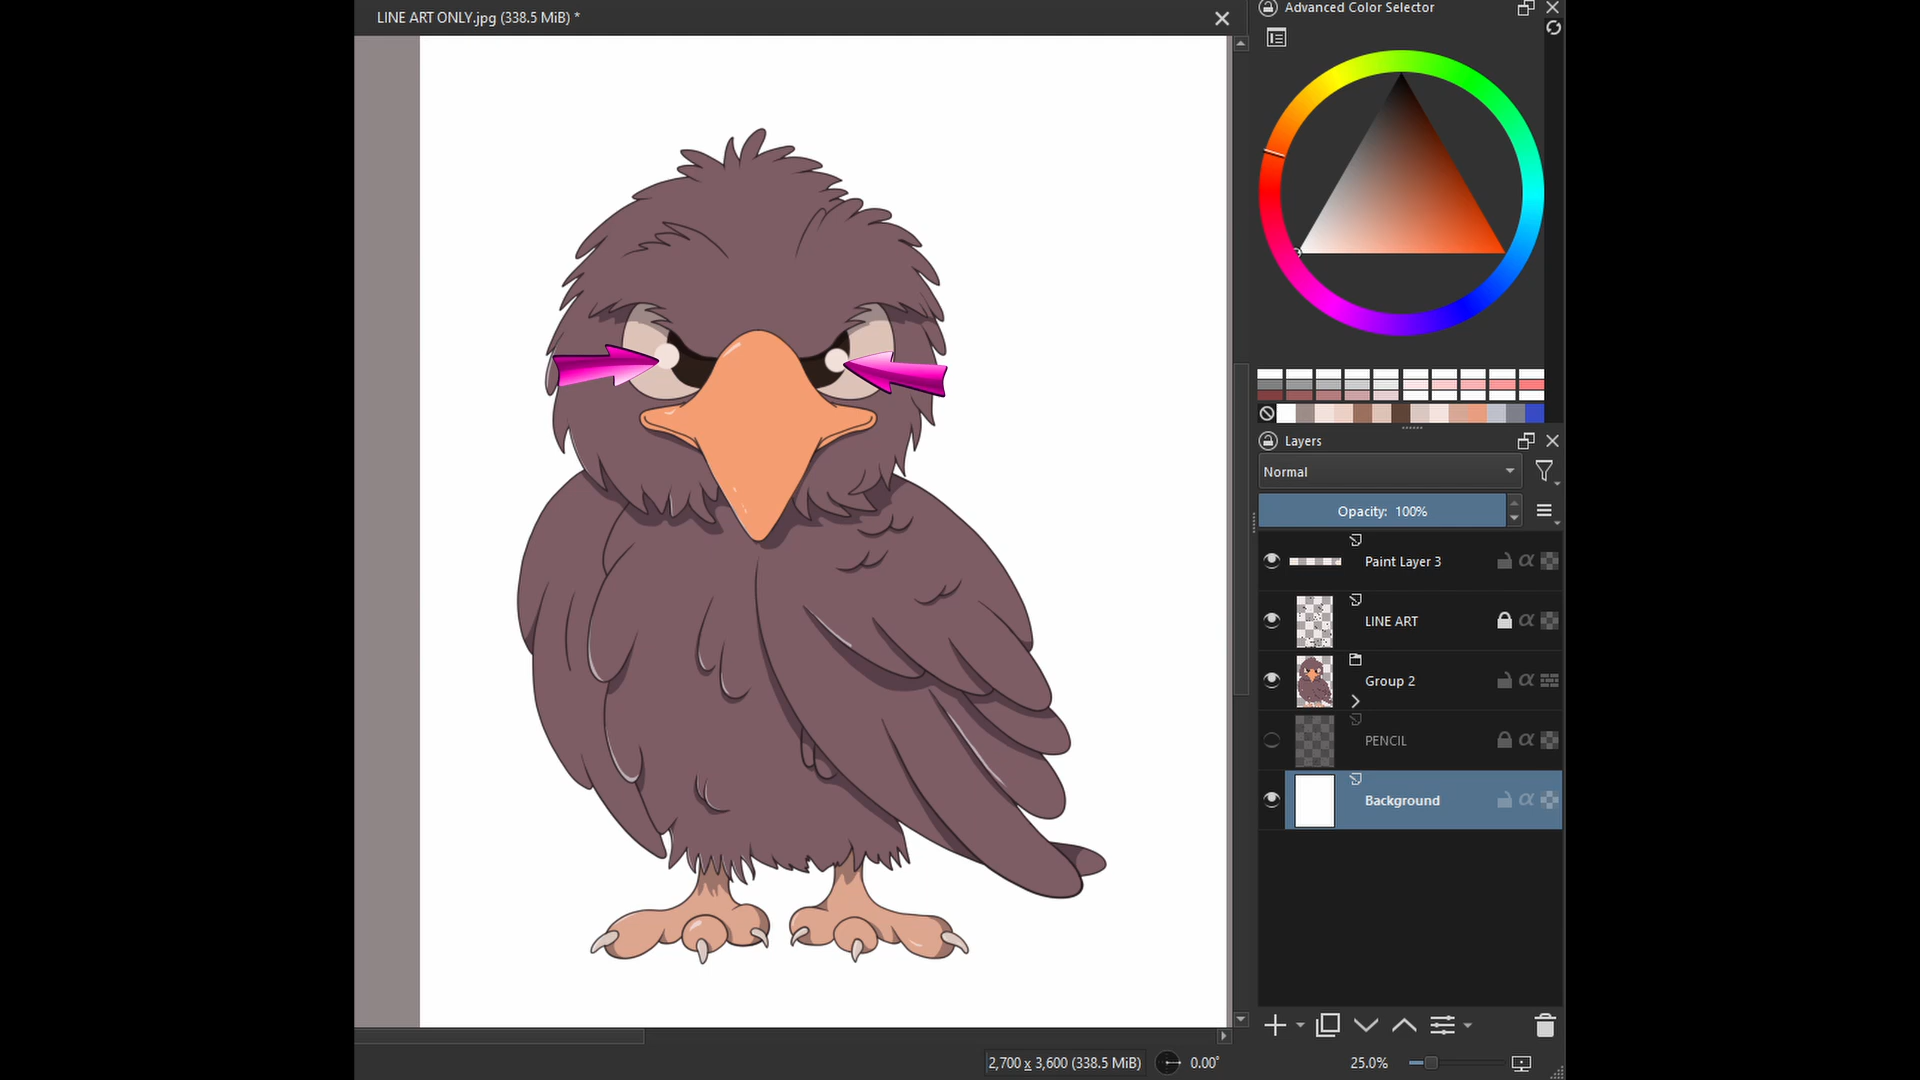 LINE ART ONLY.jpg (338.5 MiB) *
Advanced Color Selector
Layers
Normal
Opacity: 100%
Paint Layer 3
LINE ART
Group 2
PENCIL
Background
2,700 x 3,600 (338.5 MiB)
0.00°
25.0%